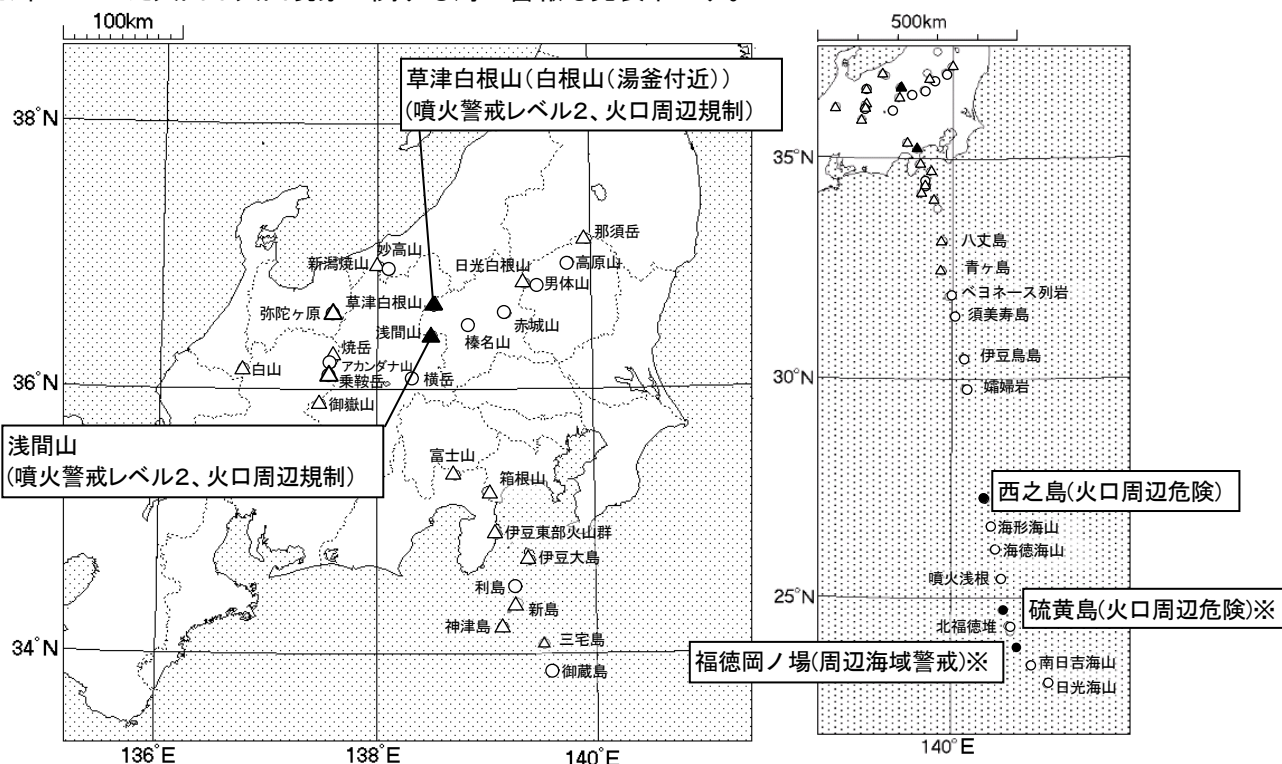 100km
500km
草津白根山(白根山(湯釜付近))
(噴火警戒レベル2、火口周辺規制)
38°N
36°N
34°N
136°E
138°E
140°E
那須岳
妙高山
新潟焼山
日光白根山
高原山
男体山
草津白根山
弥陀ヶ原
赤城山
浅間山
榛名山
焼岳
アカンダナ山
白山
乗鞍岳
横岳
御嶽山
浅間山
(噴火警戒レベル2、火口周辺規制)
富士山
箱根山
伊豆東部火山群
伊豆大島
利島
新島
神津島
三宅島
御蔵島
35°N
八丈島
青ヶ島
ベヨネース列岩
須美寿島
伊豆鳥島
30°N
孀婦岩
西之島(火口周辺危険)
海形海山
海徳海山
噴火浅根
25°N
硫黄島(火口周辺危険)※
北福徳堆
福徳岡ノ場(周辺海域警戒)※
南日吉海山
日光海山
140°E